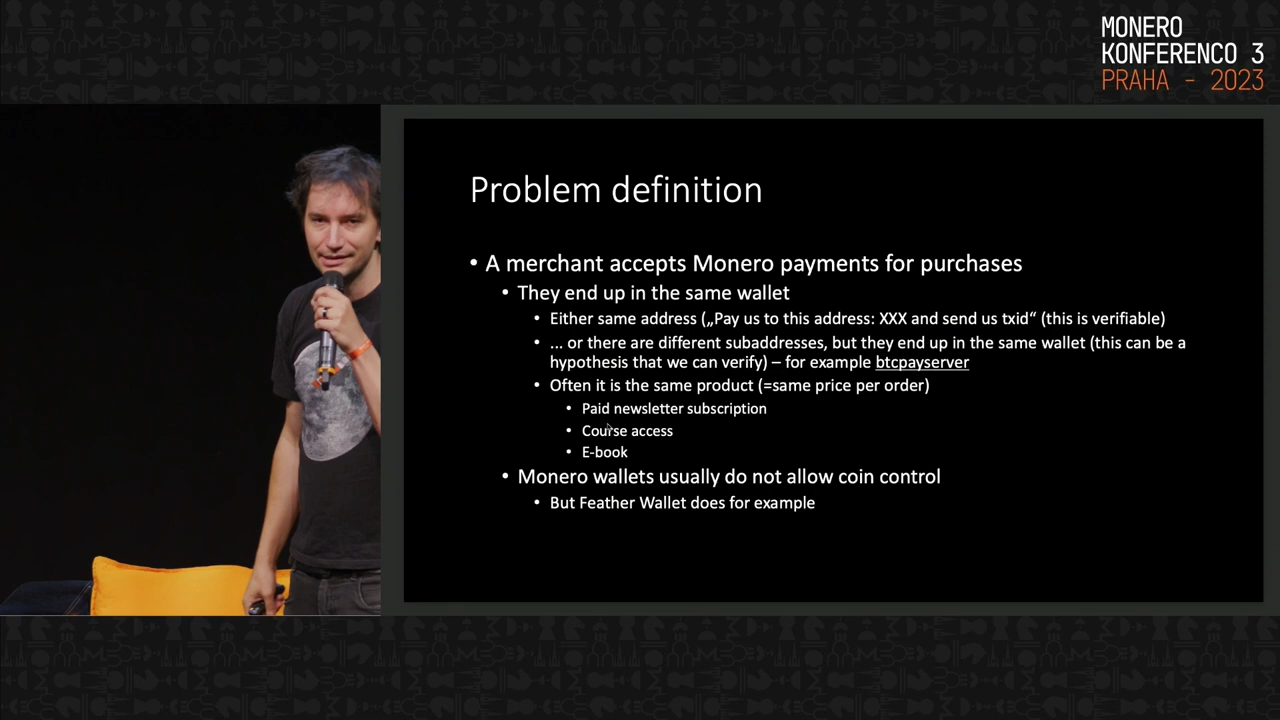 MONERO
KONFERENCO 3
PRAHA - 2023
Problem definition
• A merchant accepts Monero payments for purchases
• They end up in the same wallet
• Either same address („Pay us to this address: XXX and send us txid“ (this is verifiable)
• ... or there are different subaddresses, but they end up in the same wallet (this can be a
hypothesis that we can verify) – for example btcpayserver
• Often it is the same product (=same price per order)
• Paid newsletter subscription
• Course access
• E-book
• Monero wallets usually do not allow coin control
• But Feather Wallet does for example